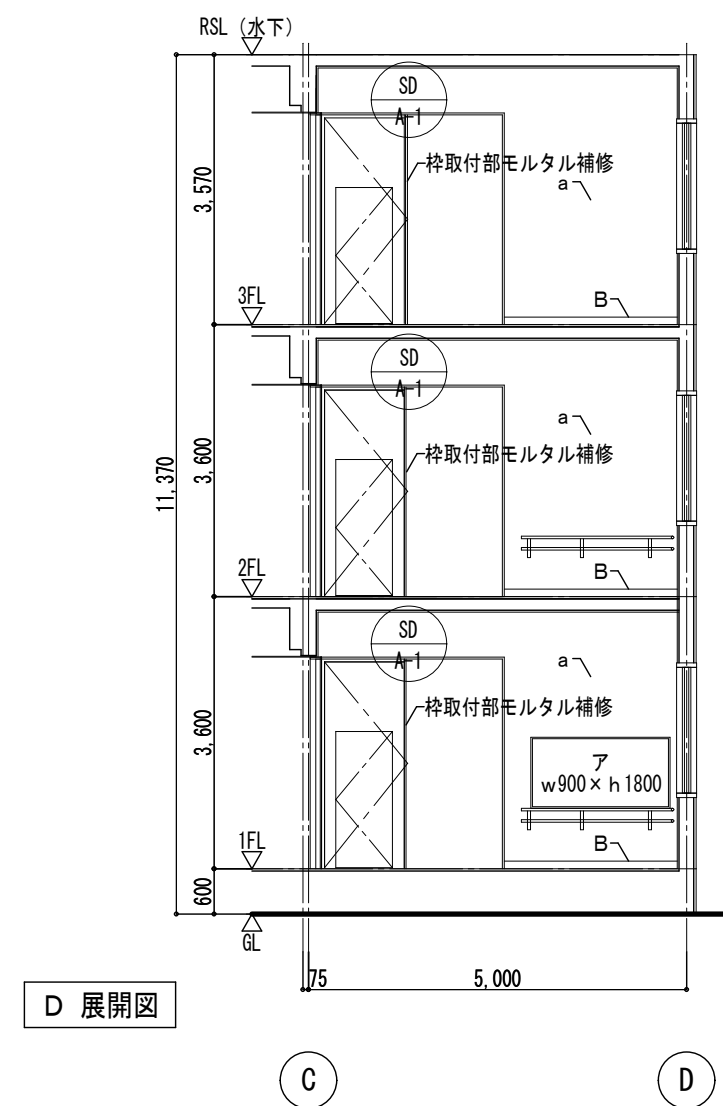 RSL (水下)
SD
A-1
枠取付部モルタル補修
a
3,570
3FL
B
SD
A-1
a
枠取付部モルタル補修
3,600
11,370
2FL
B
SD
A-1
a
枠取付部モルタル補修
3,600
ア
w900×h1800
1FL
B
600
GL
75
5,000
D 展開図
C
D